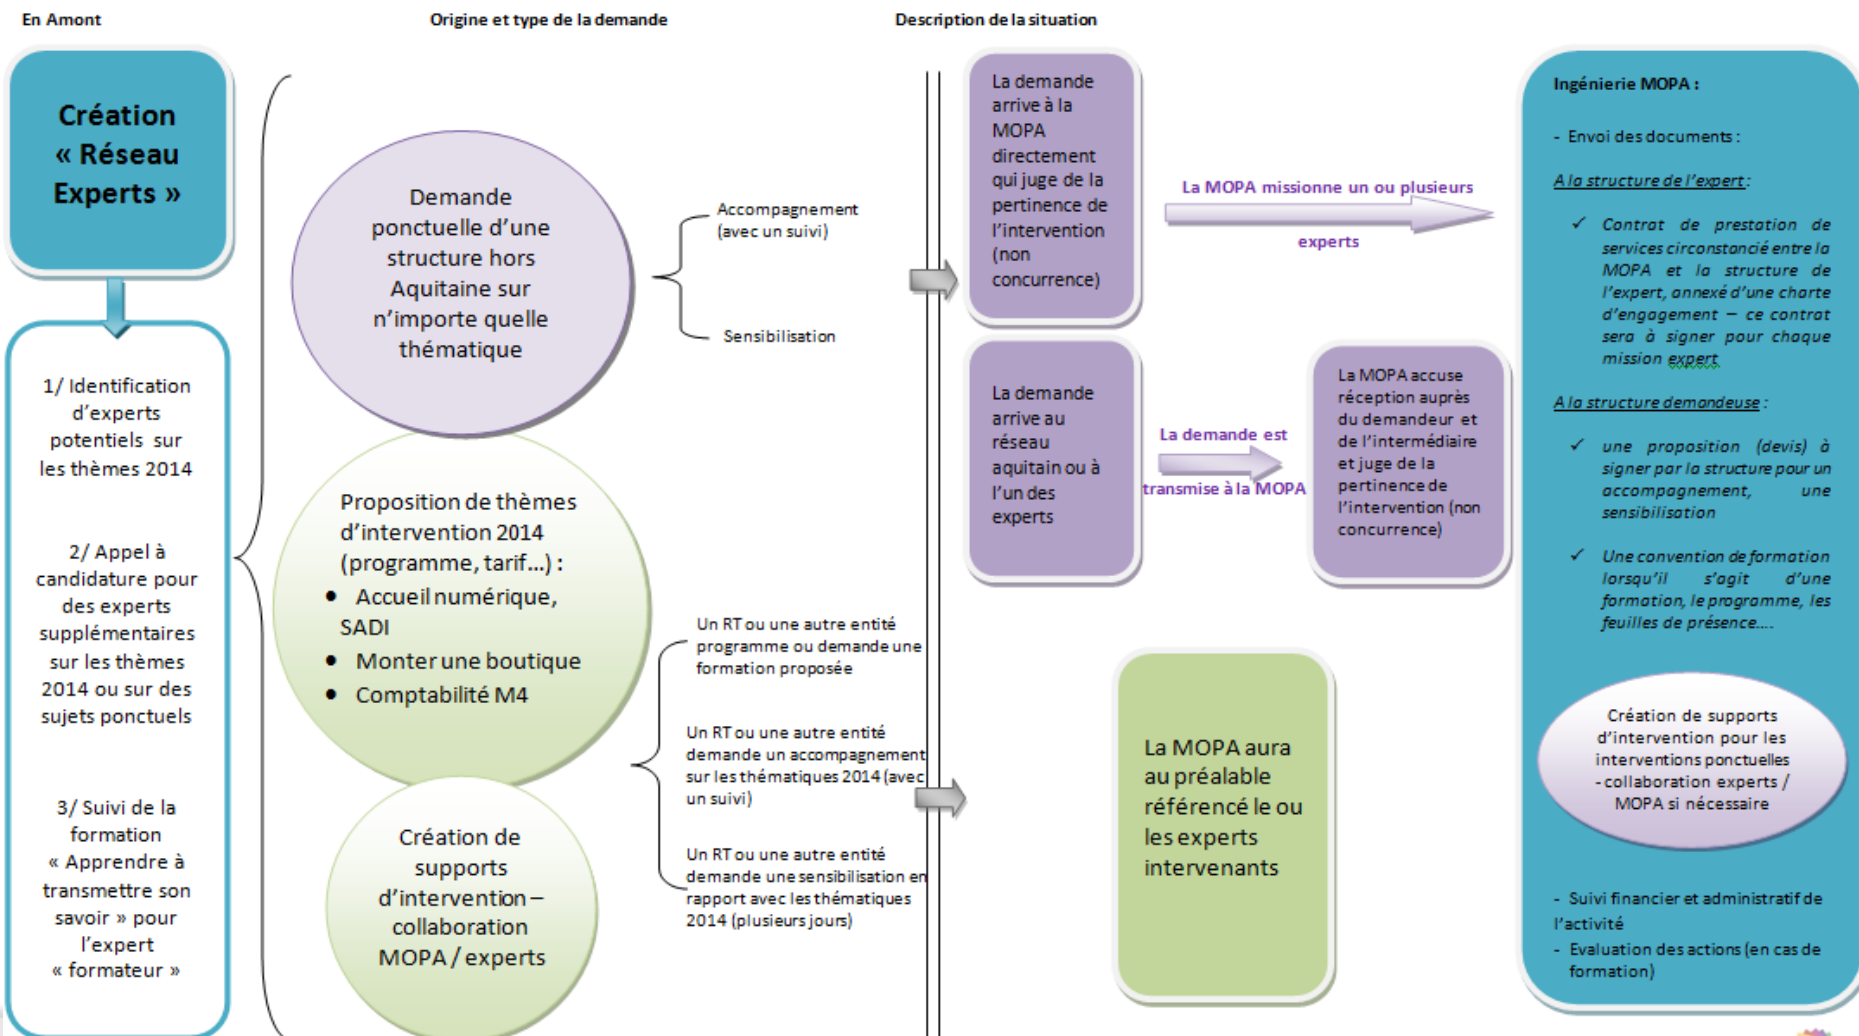 En Amont
Origine et type de la demande
Description de la situation
Création
« Réseau
Experts »
1/ Identification
d'experts
potentiels sur
les thèmes 2014
2/ Appel à
candidature pour
des experts
supplémentaires
sur les thèmes
2014 ou sur des
sujets ponctuels
3/ Suivi de la
formation
« Apprendre à
transmettre son
savoir » pour
l'expert
« formateur »
Demande
ponctuelle d'une
structure hors
Aquitaine sur
n'importe quelle
thématique
Accompagnement
(avec un suivi)
Sensibilisation
Proposition de thèmes
d'intervention 2014
(programme, tarif...) :
• Accueil numérique,
SADI
• Monter une boutique
• Comptabilité M4
Création de
supports
d'intervention –
collaboration
MOPA / experts
Un RT ou une autre entité
programme ou demande une
formation proposée
Un RT ou une autre entité
demande un accompagnement
sur les thématiques 2014 (avec
un suivi)
Un RT ou une autre entité
demande une sensibilisation en
rapport avec les thématiques
2014 (plusieurs jours)
La demande
arrive à la
MOPA
directement
qui juge de la
pertinence de
l'intervention
(non
concurrence)
La MOPA missionne un ou plusieurs
experts
La demande
arrive au
réseau
aquitain ou à
l'un des
experts
La demande est
transmise à la MOPA
La MOPA accuse
réception auprès
du demandeur et
de l'intermédiaire
et juge de la
pertinence de
l'intervention (non
concurrence)
La MOPA aura
au préalable
référencé le ou
les experts
intervenants
Ingénierie MOPA :
- Envoi des documents :
A la structure de l'expert :
✓ Contrat de prestation de
services circonstancié entre la
MOPA et la structure de
l'expert, annexé d'une charte
d'engagement – ce contrat
sera à signer pour chaque
mission expert
A la structure demandeuse :
✓ une proposition (devis) à
signer par la structure pour un
accompagnement, une
sensibilisation
✓ Une convention de formation
lorsqu'il s'agit d'une
formation, le programme, les
feuilles de présence....
Création de supports
d'intervention pour les
interventions ponctuelles
- collaboration experts /
MOPA si nécessaire
- Suivi financier et administratif de
l'activité
- Evaluation des actions (en cas de
formation)